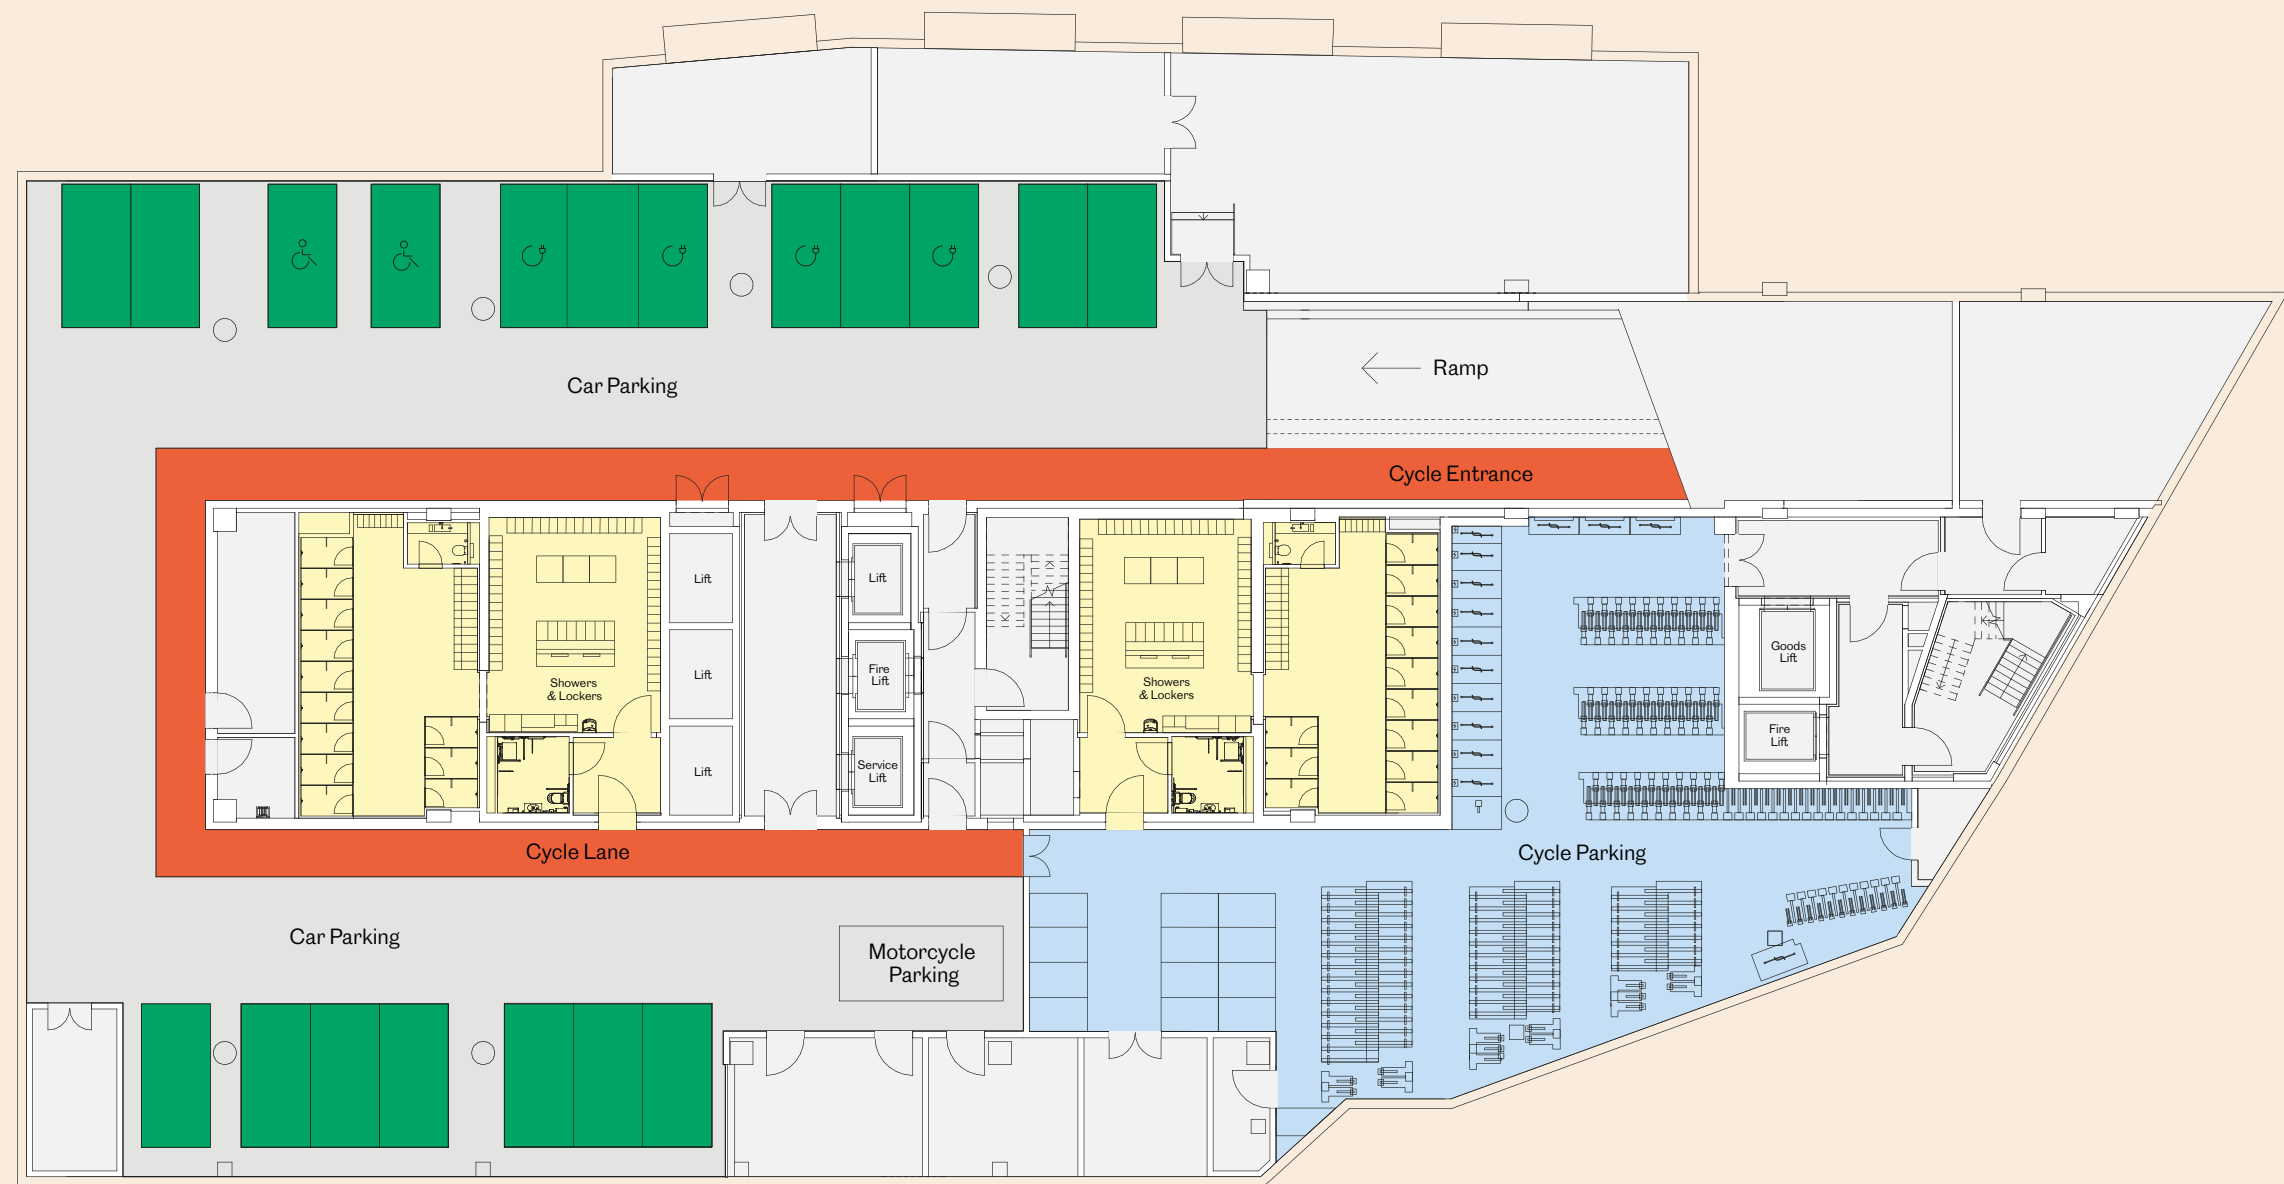 Car Parking
Ramp
Cycle Entrance
Lift
Lift
Lift
Lift
Fire
Lift
Service
Lift
Showers
& Lockers
Showers
& Lockers
Goods
Lift
Fire
Lift
Cycle Lane
Cycle Parking
Car Parking
Motorcycle
Parking